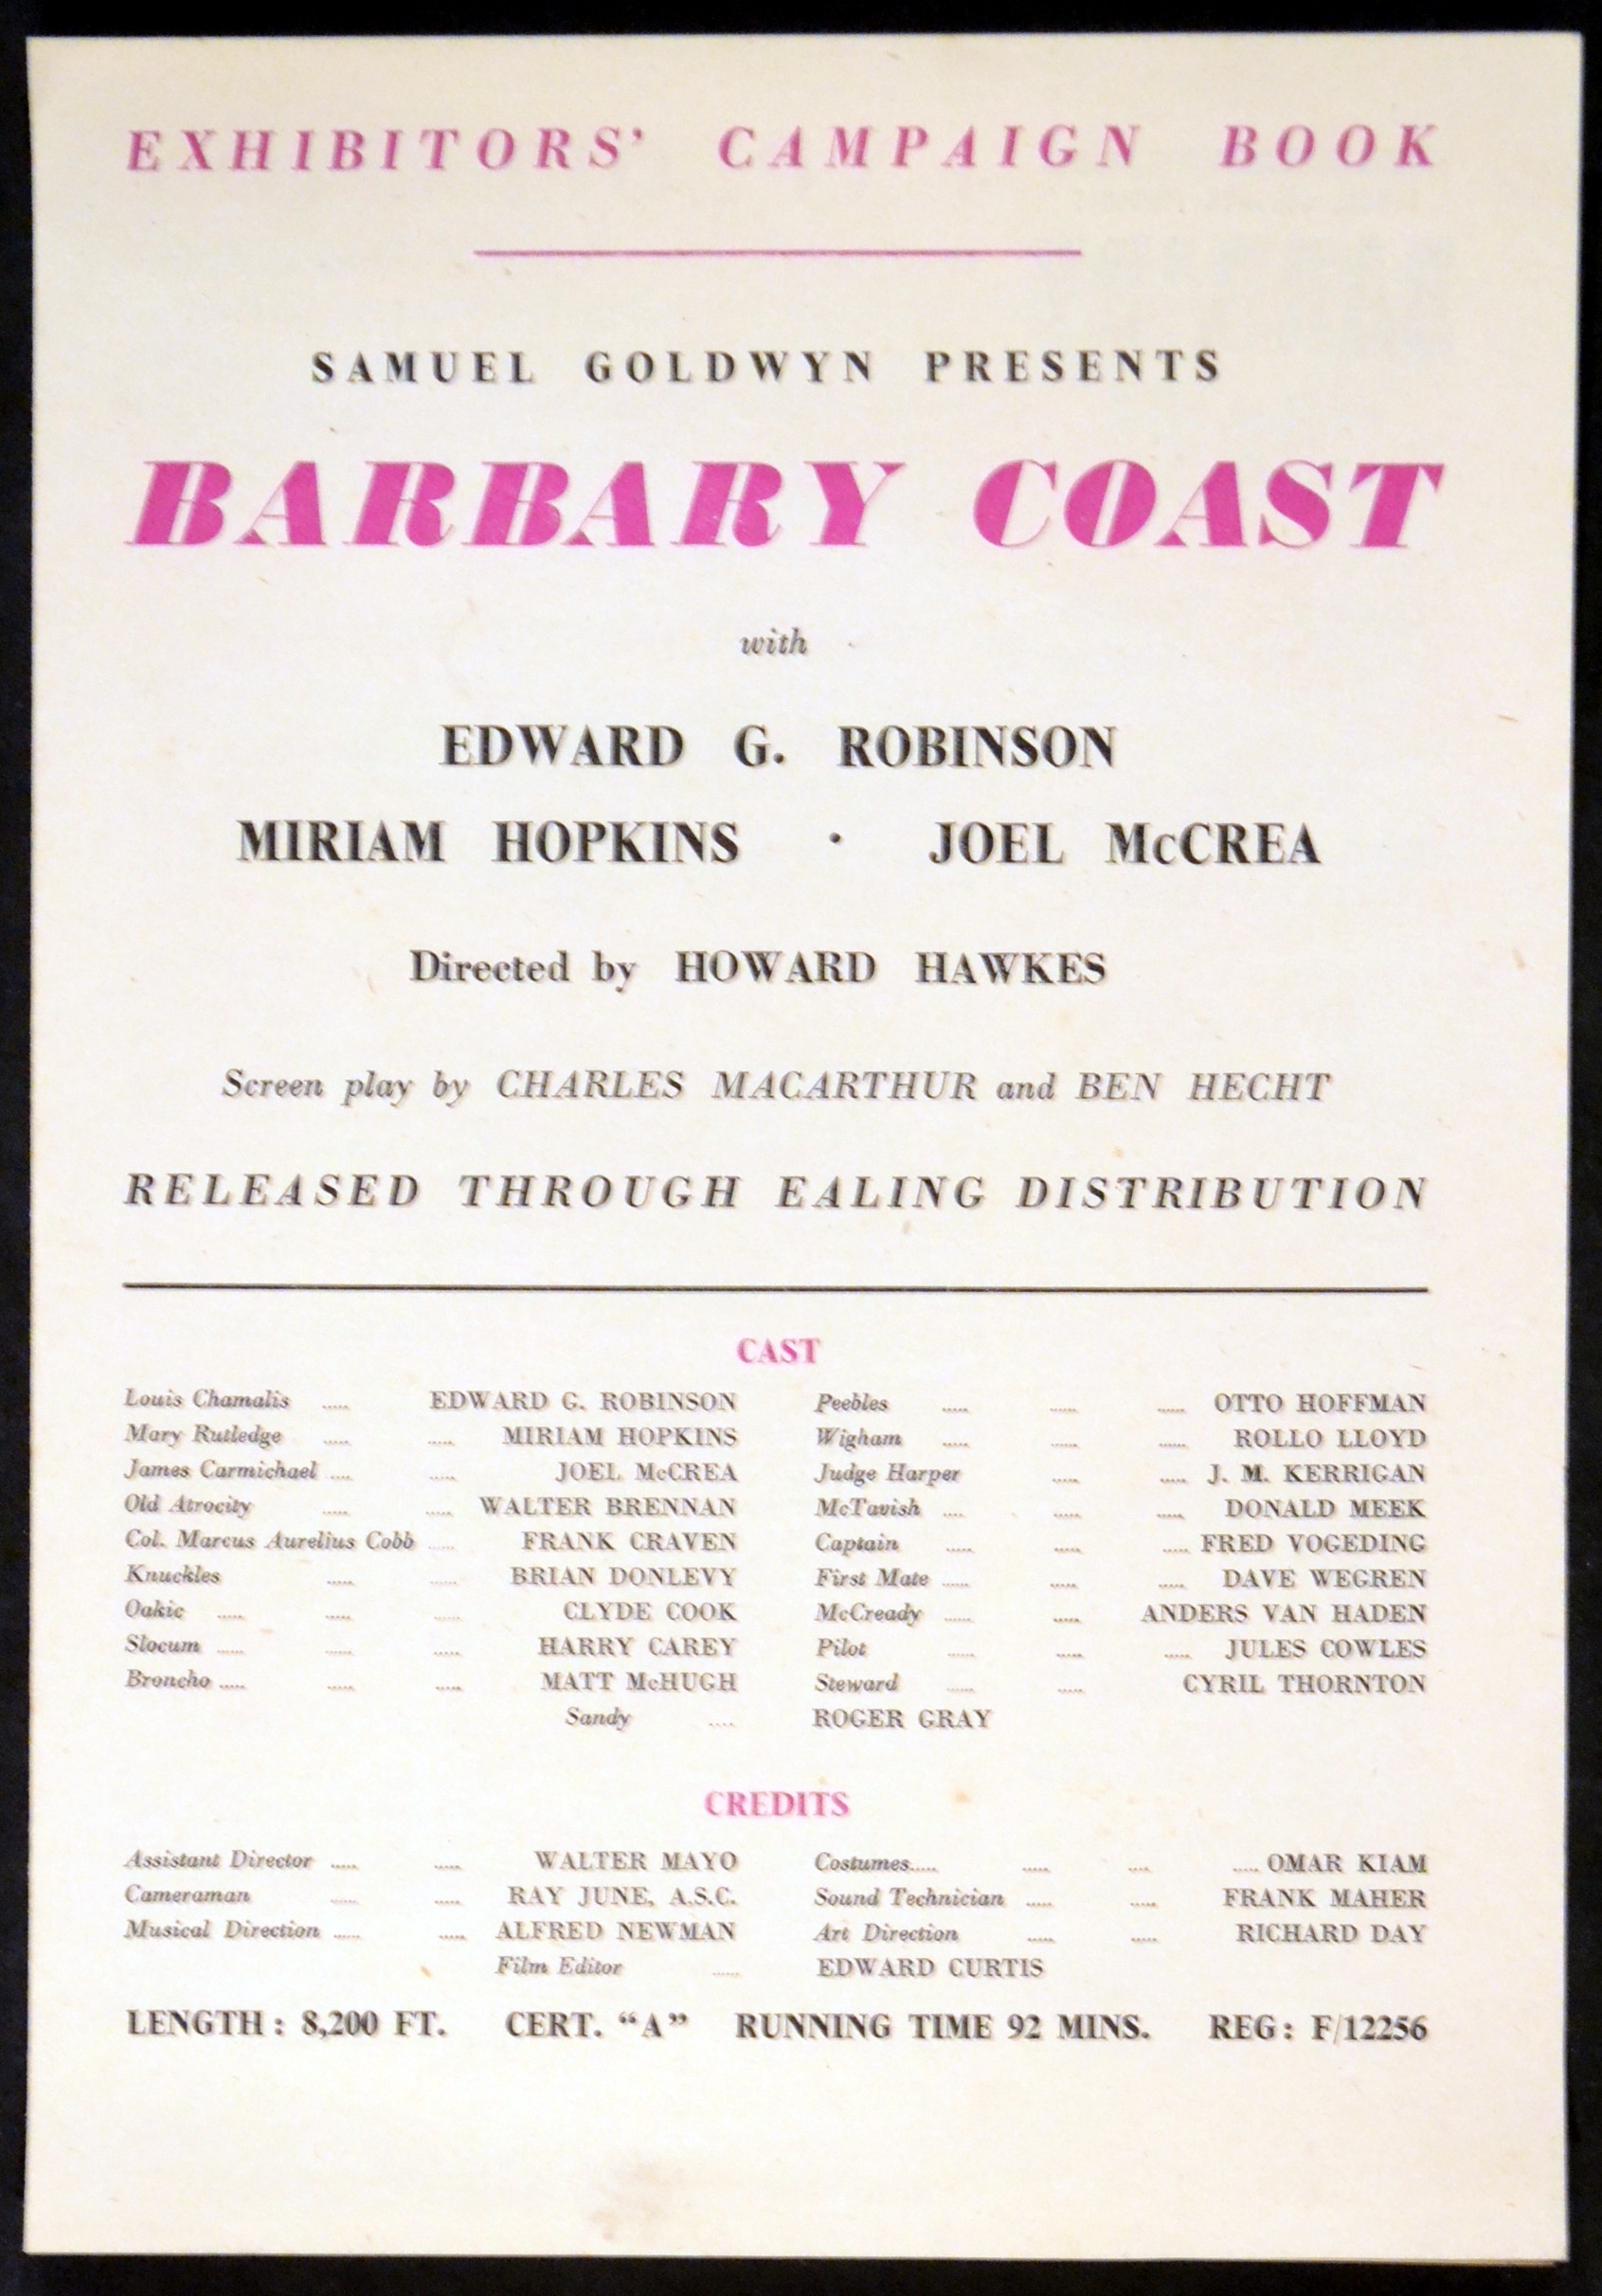 EXHIBITORS' CAMPAIGN BOOK
SAMUEL GOLDWYN PRESENTS
BARBARY COAST
with
EDWARD G. ROBINSON
MIRIAM HOPKINS · JOEL McCREA
Directed by HOWARD HAWKES
Screen play by CHARLES MACARTHUR and BEN HECHT
RELEASED THROUGH EALING DISTRIBUTION
CAST
Louis Chamalis ..... EDWARD G. ROBINSON
Mary Rutledge ..... ..... MIRIAM HOPKINS
James Carmichael .... ..... JOEL McCREA
Old Atrocity ..... ..... WALTER BRENNAN
Col. Marcus Aurelius Cobb ..... FRANK CRAVEN
Knuckles ..... ..... BRIAN DONLEVY
Oakie ..... ..... ..... CLYDE COOK
Slocum ..... ..... ..... HARRY CAREY
Broncho ..... ..... ..... MATT McHUGH
Peebles ..... ..... ..... OTTO HOFFMAN
Wigham ..... ..... ..... ROLLO LLOYD
Judge Harper ..... ..... J. M. KERRIGAN
McTavish .... ..... ..... DONALD MEEK
Captain ..... ..... ..... FRED VOGEDING
First Mate ..... ..... ..... DAVE WEGREN
McCready ..... ..... ANDERS VAN HADEN
Pilot ..... ..... ..... JULES COWLES
Steward ..... ..... CYRIL THORNTON
Sandy .... ROGER GRAY
CREDITS
Assistant Director ..... ..... WALTER MAYO
Cameraman ..... ..... RAY JUNE, A.S.C.
Musical Direction ..... ..... ALFRED NEWMAN
Costumes..... ..... .... ..... OMAR KIAM
Sound Technician ..... ..... FRANK MAHER
Art Direction ..... ..... RICHARD DAY
Film Editor ..... EDWARD CURTIS
LENGTH : 8,200 FT. CERT. “A” RUNNING TIME 92 MINS. REG : F/12256